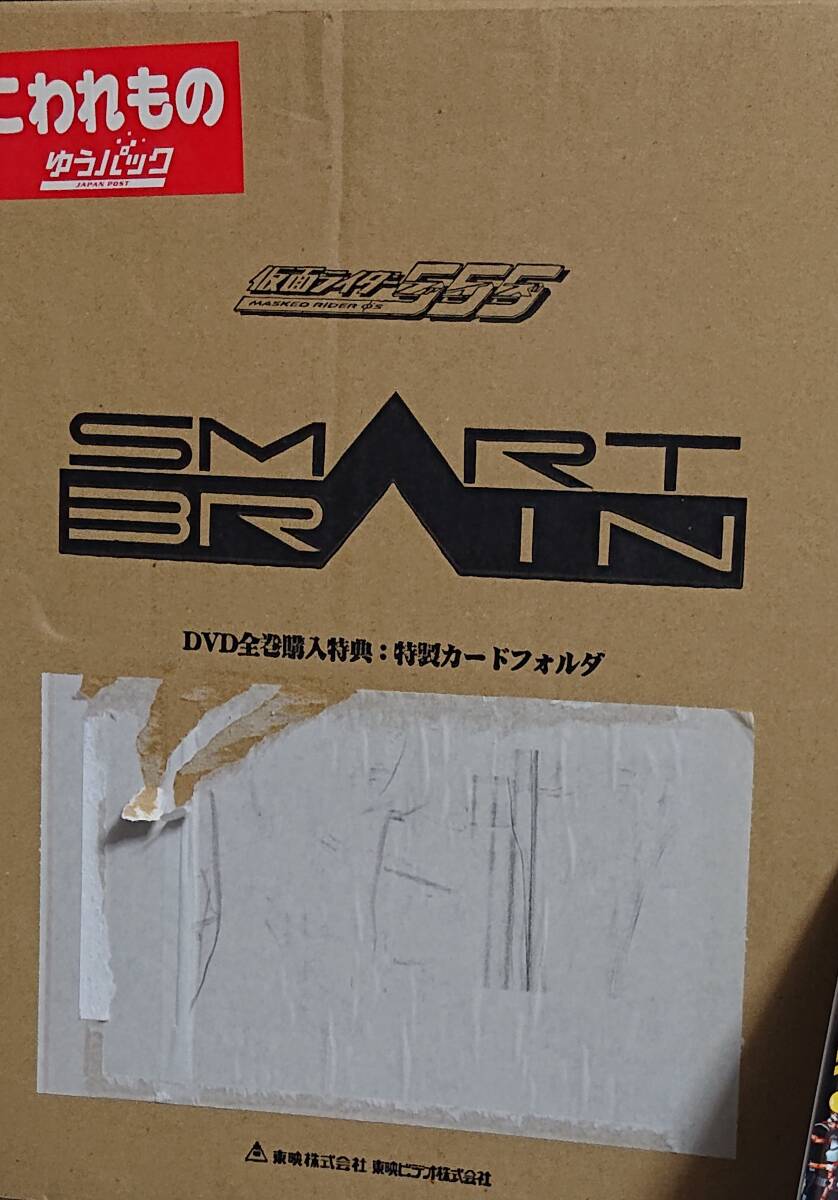 こわれもの
ゆうパック
JAPAN POST
仮面ライダー555
MASKED RIDER Φ'S
SMART
BRAIN
DVD全巻購入特典：特製カードフォルダ
東映株式会社 東映ビデオ株式会社